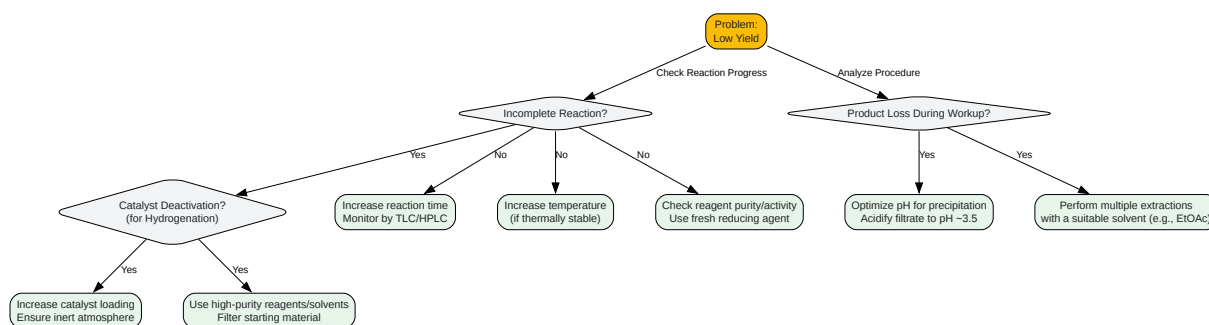 Problem:
Low Yield
Check Reaction Progress
Analyze Procedure
Incomplete Reaction?
Product Loss During Workup?
Yes
No
No
No
Yes
Yes
Catalyst Deactivation?
(for Hydrogenation)
Increase reaction time
Monitor by TLC/HPLC
Increase temperature
(if thermally stable)
Check reagent purity/activity
Use fresh reducing agent
Optimize pH for precipitation
Acidify filtrate to pH ~3.5
Perform multiple extractions
with a suitable solvent (e.g., EtOAc)
Yes
Yes
Increase catalyst loading
Ensure inert atmosphere
Use high-purity reagents/solvents
Filter starting material